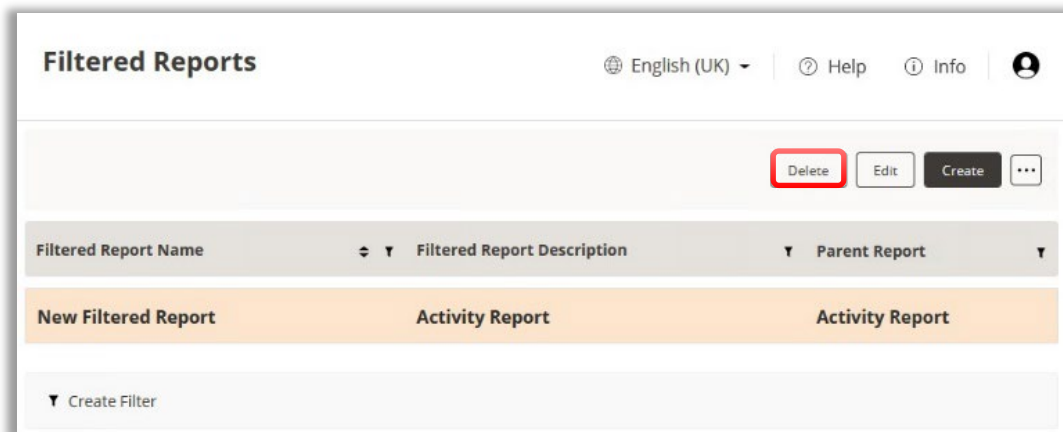 Filtered Reports English (UK) Help Info
Delete Edit Create ...
Filtered Report Name Filtered Report Description Parent Report
New Filtered Report Activity Report Activity Report
Create Filter